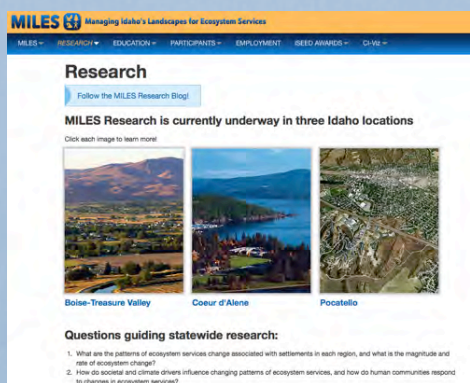 MILES Managing Idaho's Landscapes for Ecosystem Services
MILES RESEARCH EDUCATION PARTICIPANTS EMPLOYMENT ISEED AWARDS CI-Viz
Research
Follow the MILES Research Blog!
MILES Research is currently underway in three Idaho locations
Click each image to learn more!
Boise-Treasure Valley Coeur d'Alene Pocatello
Questions guiding statewide research:
1. What are the patterns of ecosystem services change associated with settlements in each region, and what is the magnitude and
rate of ecosystem change?
2. How do societal and climate drivers influence changing patterns of ecosystem services, and how do human communities respond
to changes in ecosystem services?